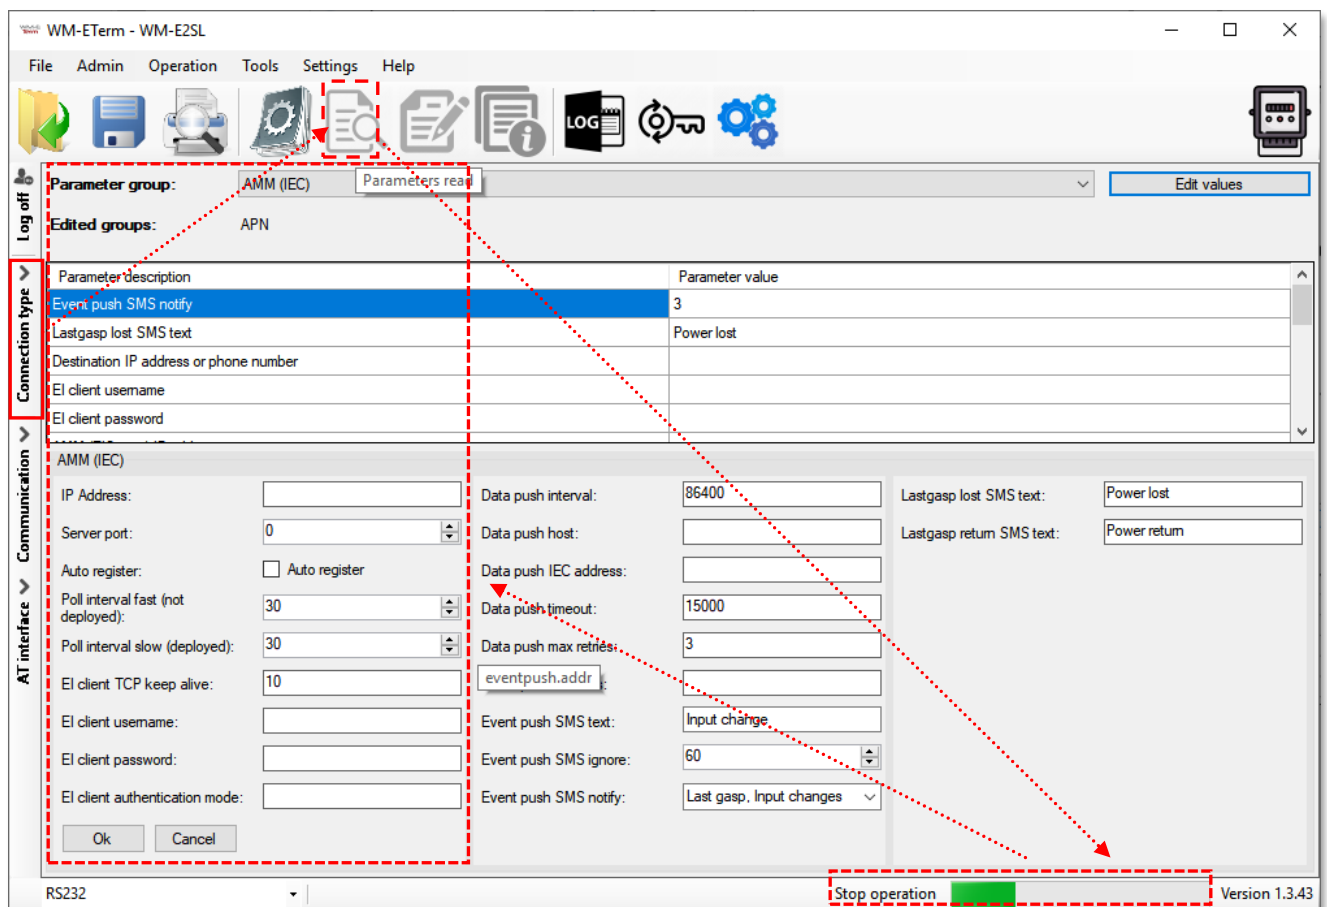 WM-E Term WM-ETerm - WM-E2SL
File Admin Operation Tools Settings Help
LOG
Log off
Connection type
Communication
AT interface
Parameter group: AMM (IEC) Parameters read Edit values
Edited groups: APN
Parameter description Parameter value
Event push SMS notify 3
Lastgasp lost SMS text Power lost
Destination IP address or phone number
EI client username
EI client password
AMM (IEC)
IP Address: Data push interval: 86400 Lastgasp lost SMS text: Power lost
Server port: 0 Data push host: Lastgasp return SMS text: Power return
Auto register: Auto register Data push IEC address:
Poll interval fast (not
deployed): 30 Data push timeout: 15000
Poll interval slow (deployed): 30 Data push max retries: 3
EI client TCP keep alive: 10 eventpush.addr
EI client username: Event push SMS text: Input change
EI client password: Event push SMS ignore: 60
EI client authentication mode: Event push SMS notify: Last gasp, Input changes
Ok Cancel
RS232 Stop operation Version 1.3.43